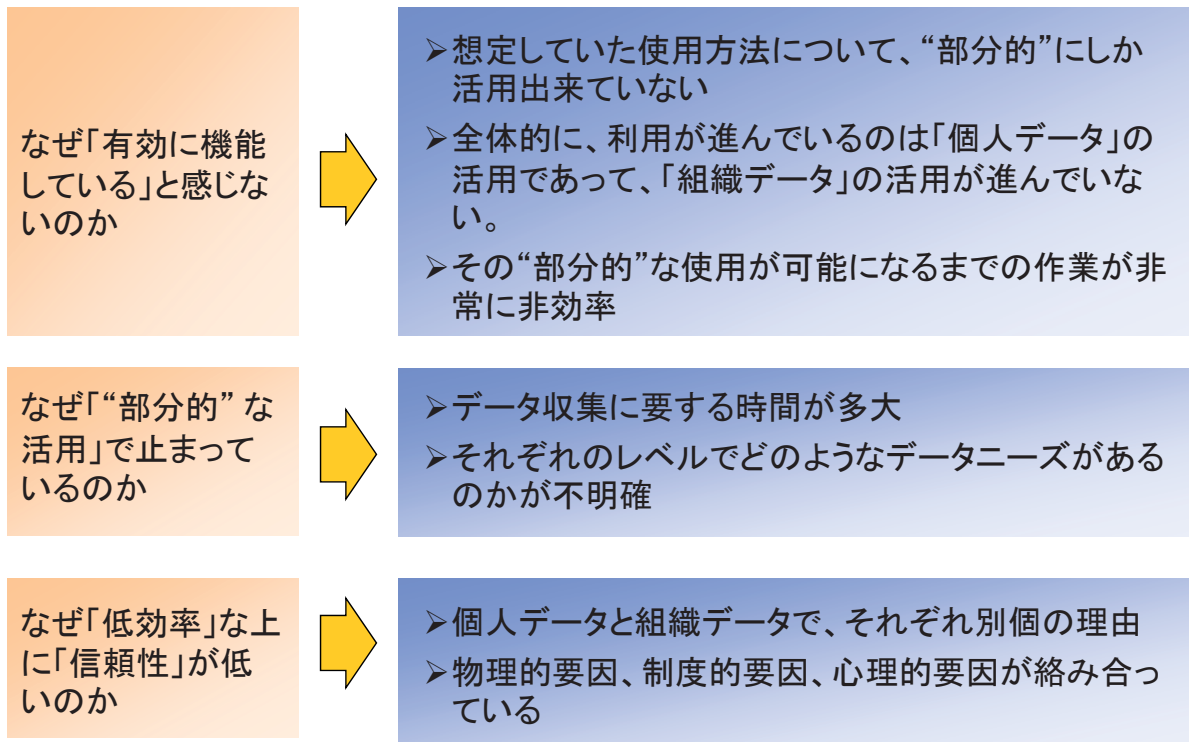 なぜ「有効に機能
している」と感じな
いのか
➢想定していた使用方法について、“部分的”にしか
活用出来ていない
➢全体的に、利用が進んでいるのは「個人データ」の
活用であって、「組織データ」の活用が進んでいな
い。
➢その“部分的”な使用が可能になるまでの作業が非
常に非効率
なぜ「“部分的” な
活用」で止まって
いるのか
➢データ収集に要する時間が多大
➢それぞれのレベルでどのようなデータニーズがある
のかが不明確
なぜ「低効率」な上
に「信頼性」が低
いのか
➢個人データと組織データで、それぞれ別個の理由
➢物理的要因、制度的要因、心理的要因が絡み合っ
ている